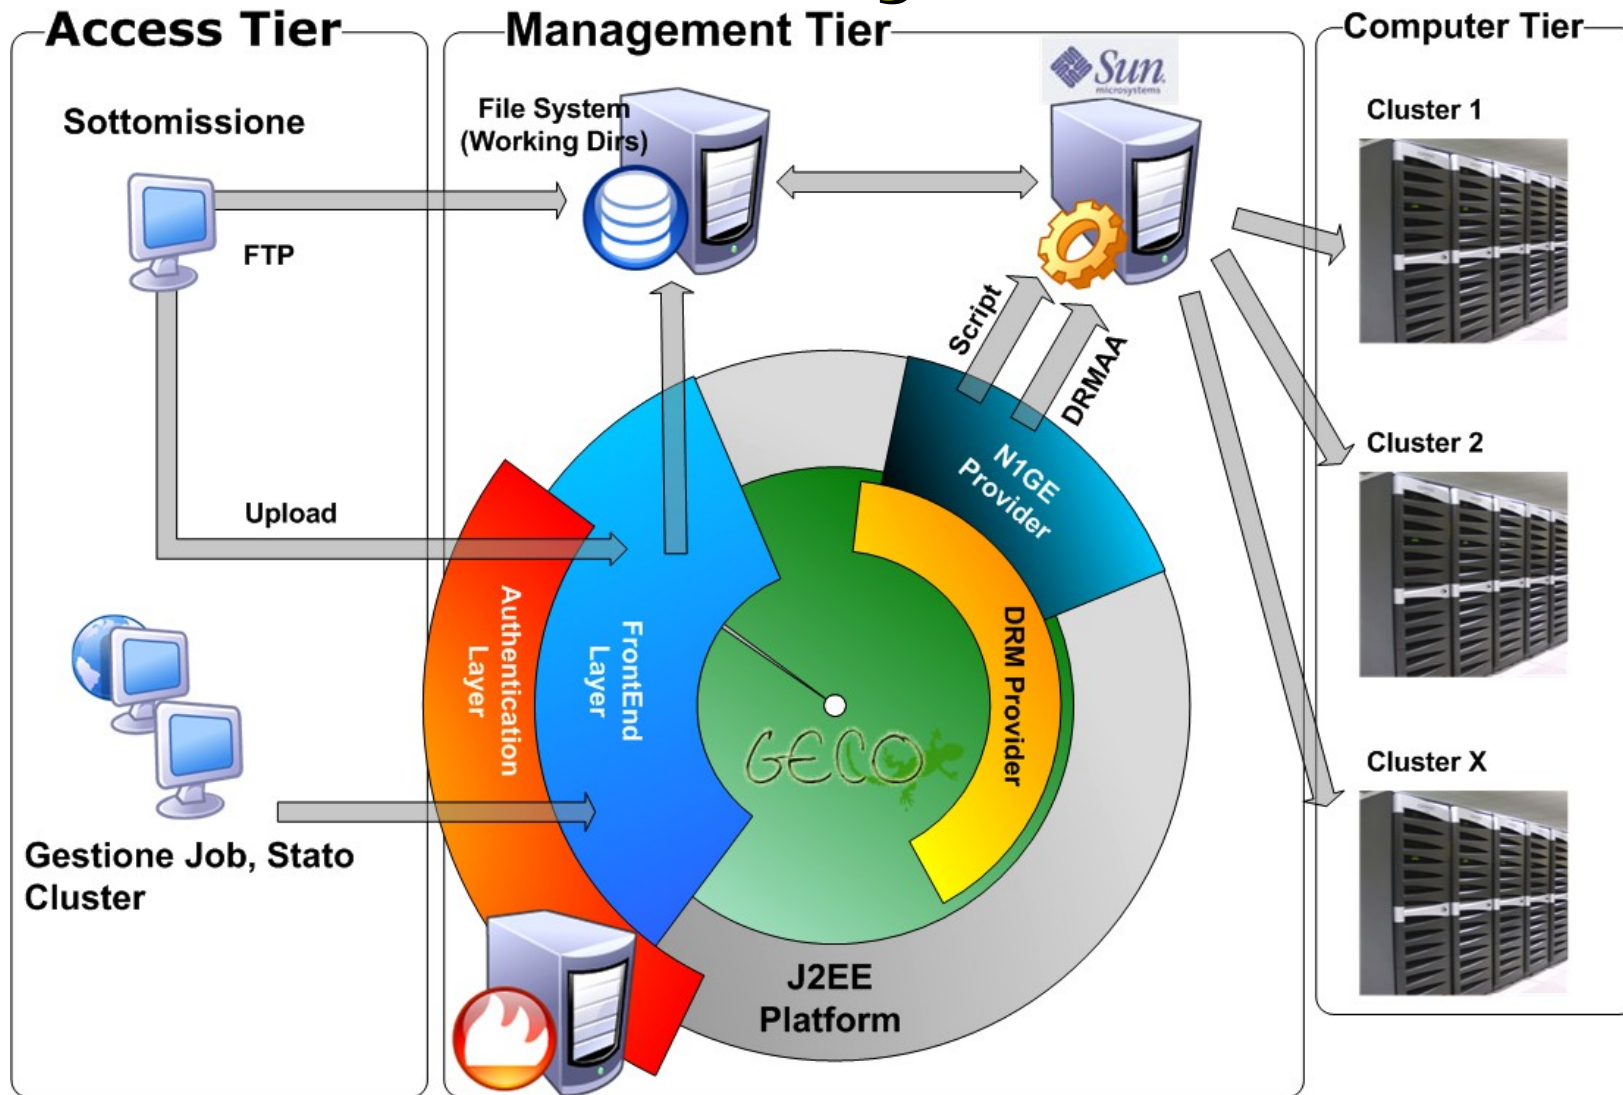 Access Tier
Management Tier
Computer Tier
Sottomissione
FTP
Upload
Gestione Job, Stato
Cluster
File System
(Working Dirs)
Sun
microsystems
Script
DRMAA
N1GE
Provider
DRM Provider
Authentication
Layer
FrontEnd
Layer
GECO
J2EE
Platform
Cluster 1
Cluster 2
Cluster X